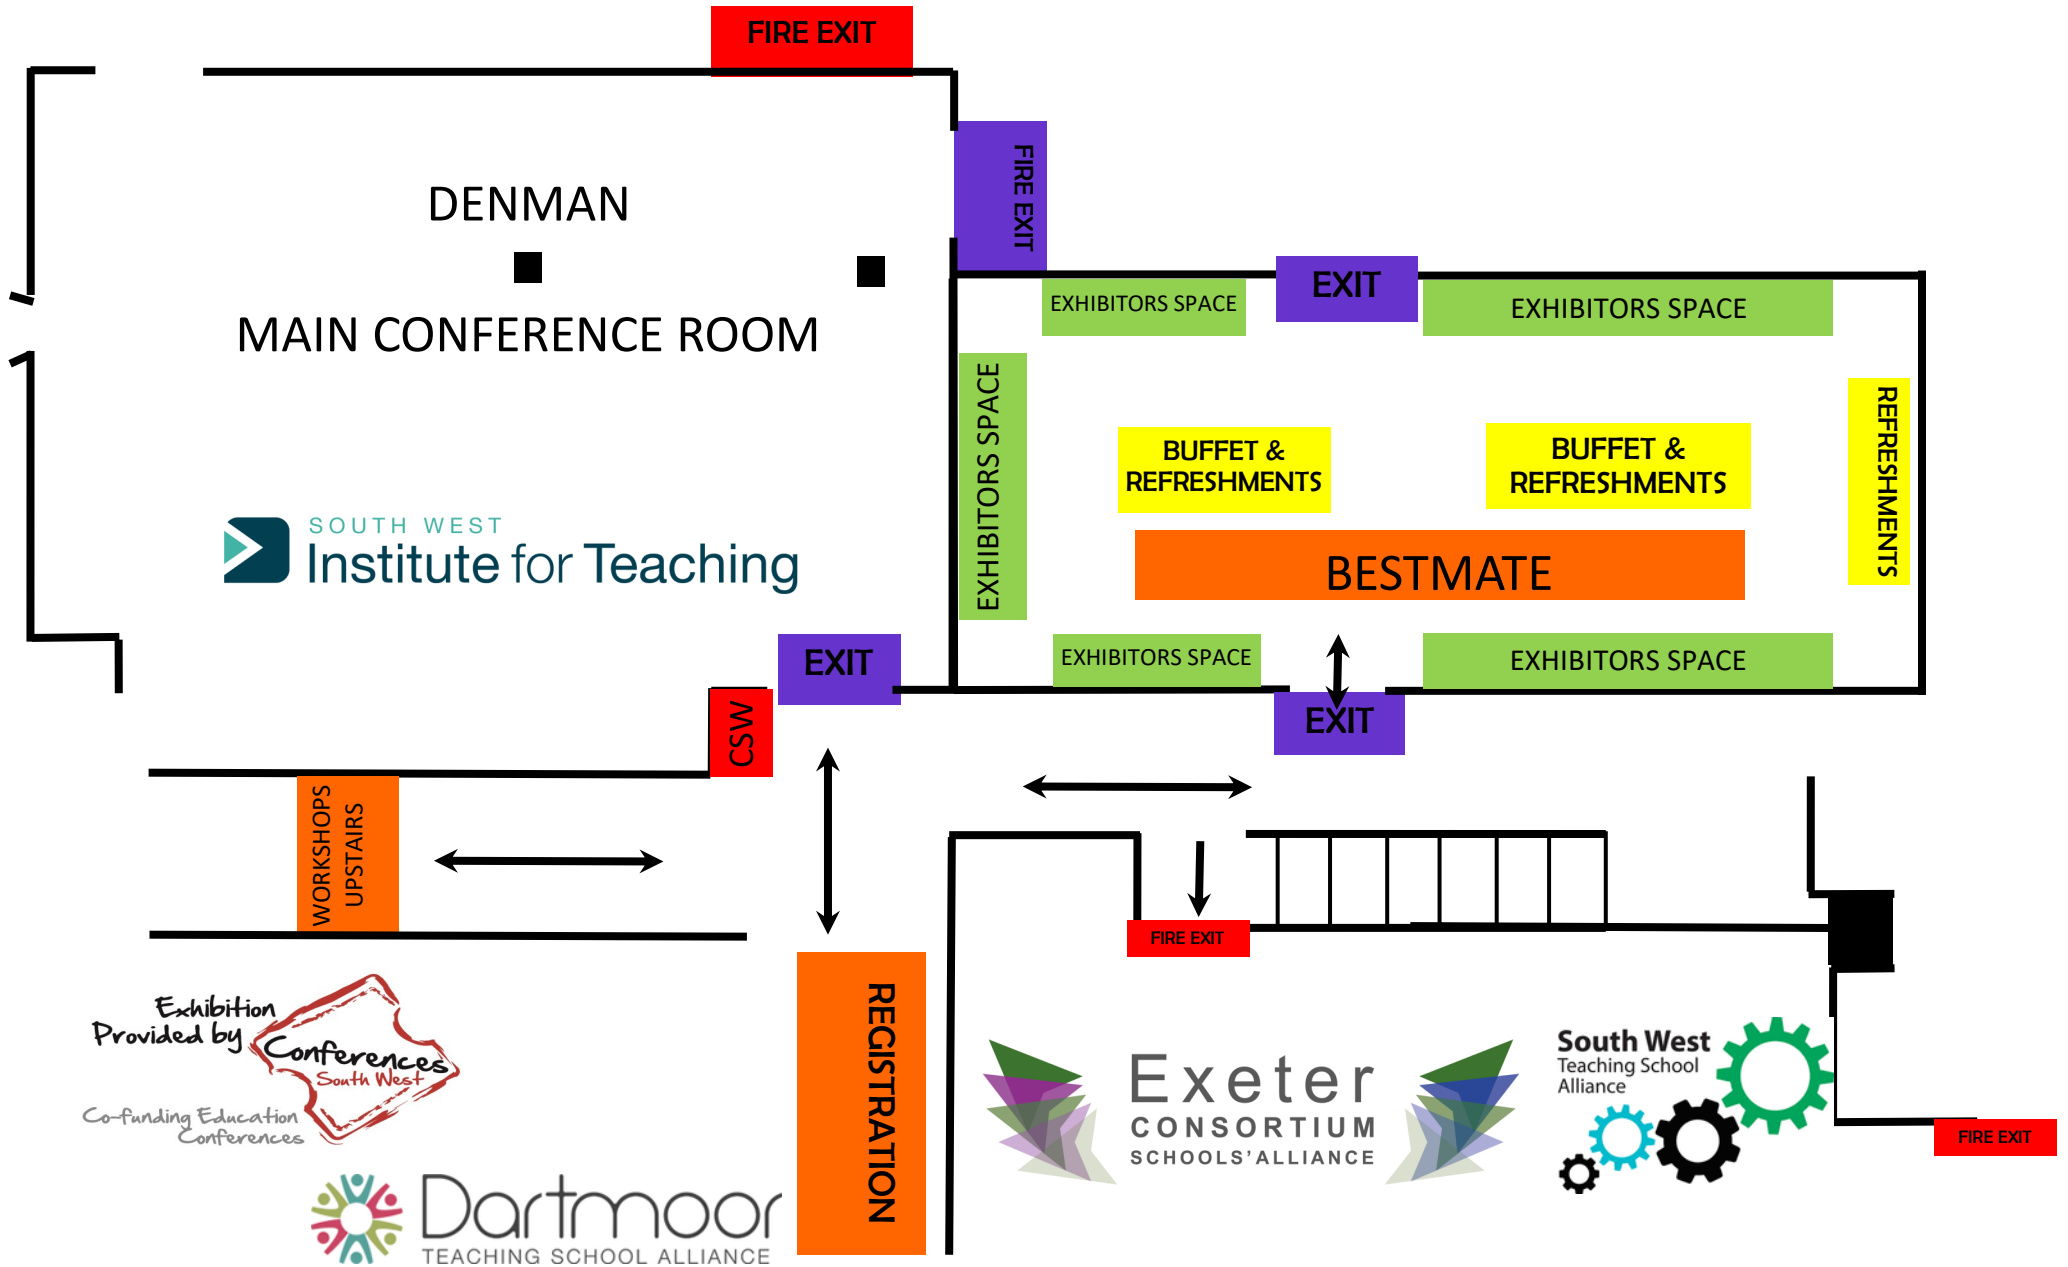 FIRE EXIT
FIRE EXIT
DENMAN
MAIN CONFERENCE ROOM
EXIT
EXHIBITORS SPACE
EXHIBITORS SPACE
EXHIBITORS SPACE
BUFFET &
REFRESHMENTS
BUFFET &
REFRESHMENTS
REFRESHMENTS
BESTMATE
SOUTH WEST
Institute for Teaching
EXHIBITORS SPACE
EXHIBITORS SPACE
EXIT
EXIT
CSW
WORKSHOPS
UPSTAIRS
FIRE EXIT
REGISTRATION
Exhibition
Provided by
Conferences
South West
Co-funding Education
Conferences
Dartmoor
TEACHING SCHOOL ALLIANCE
Exeter
CONSORTIUM
SCHOOLS'ALLIANCE
South West
Teaching School
Alliance
FIRE EXIT